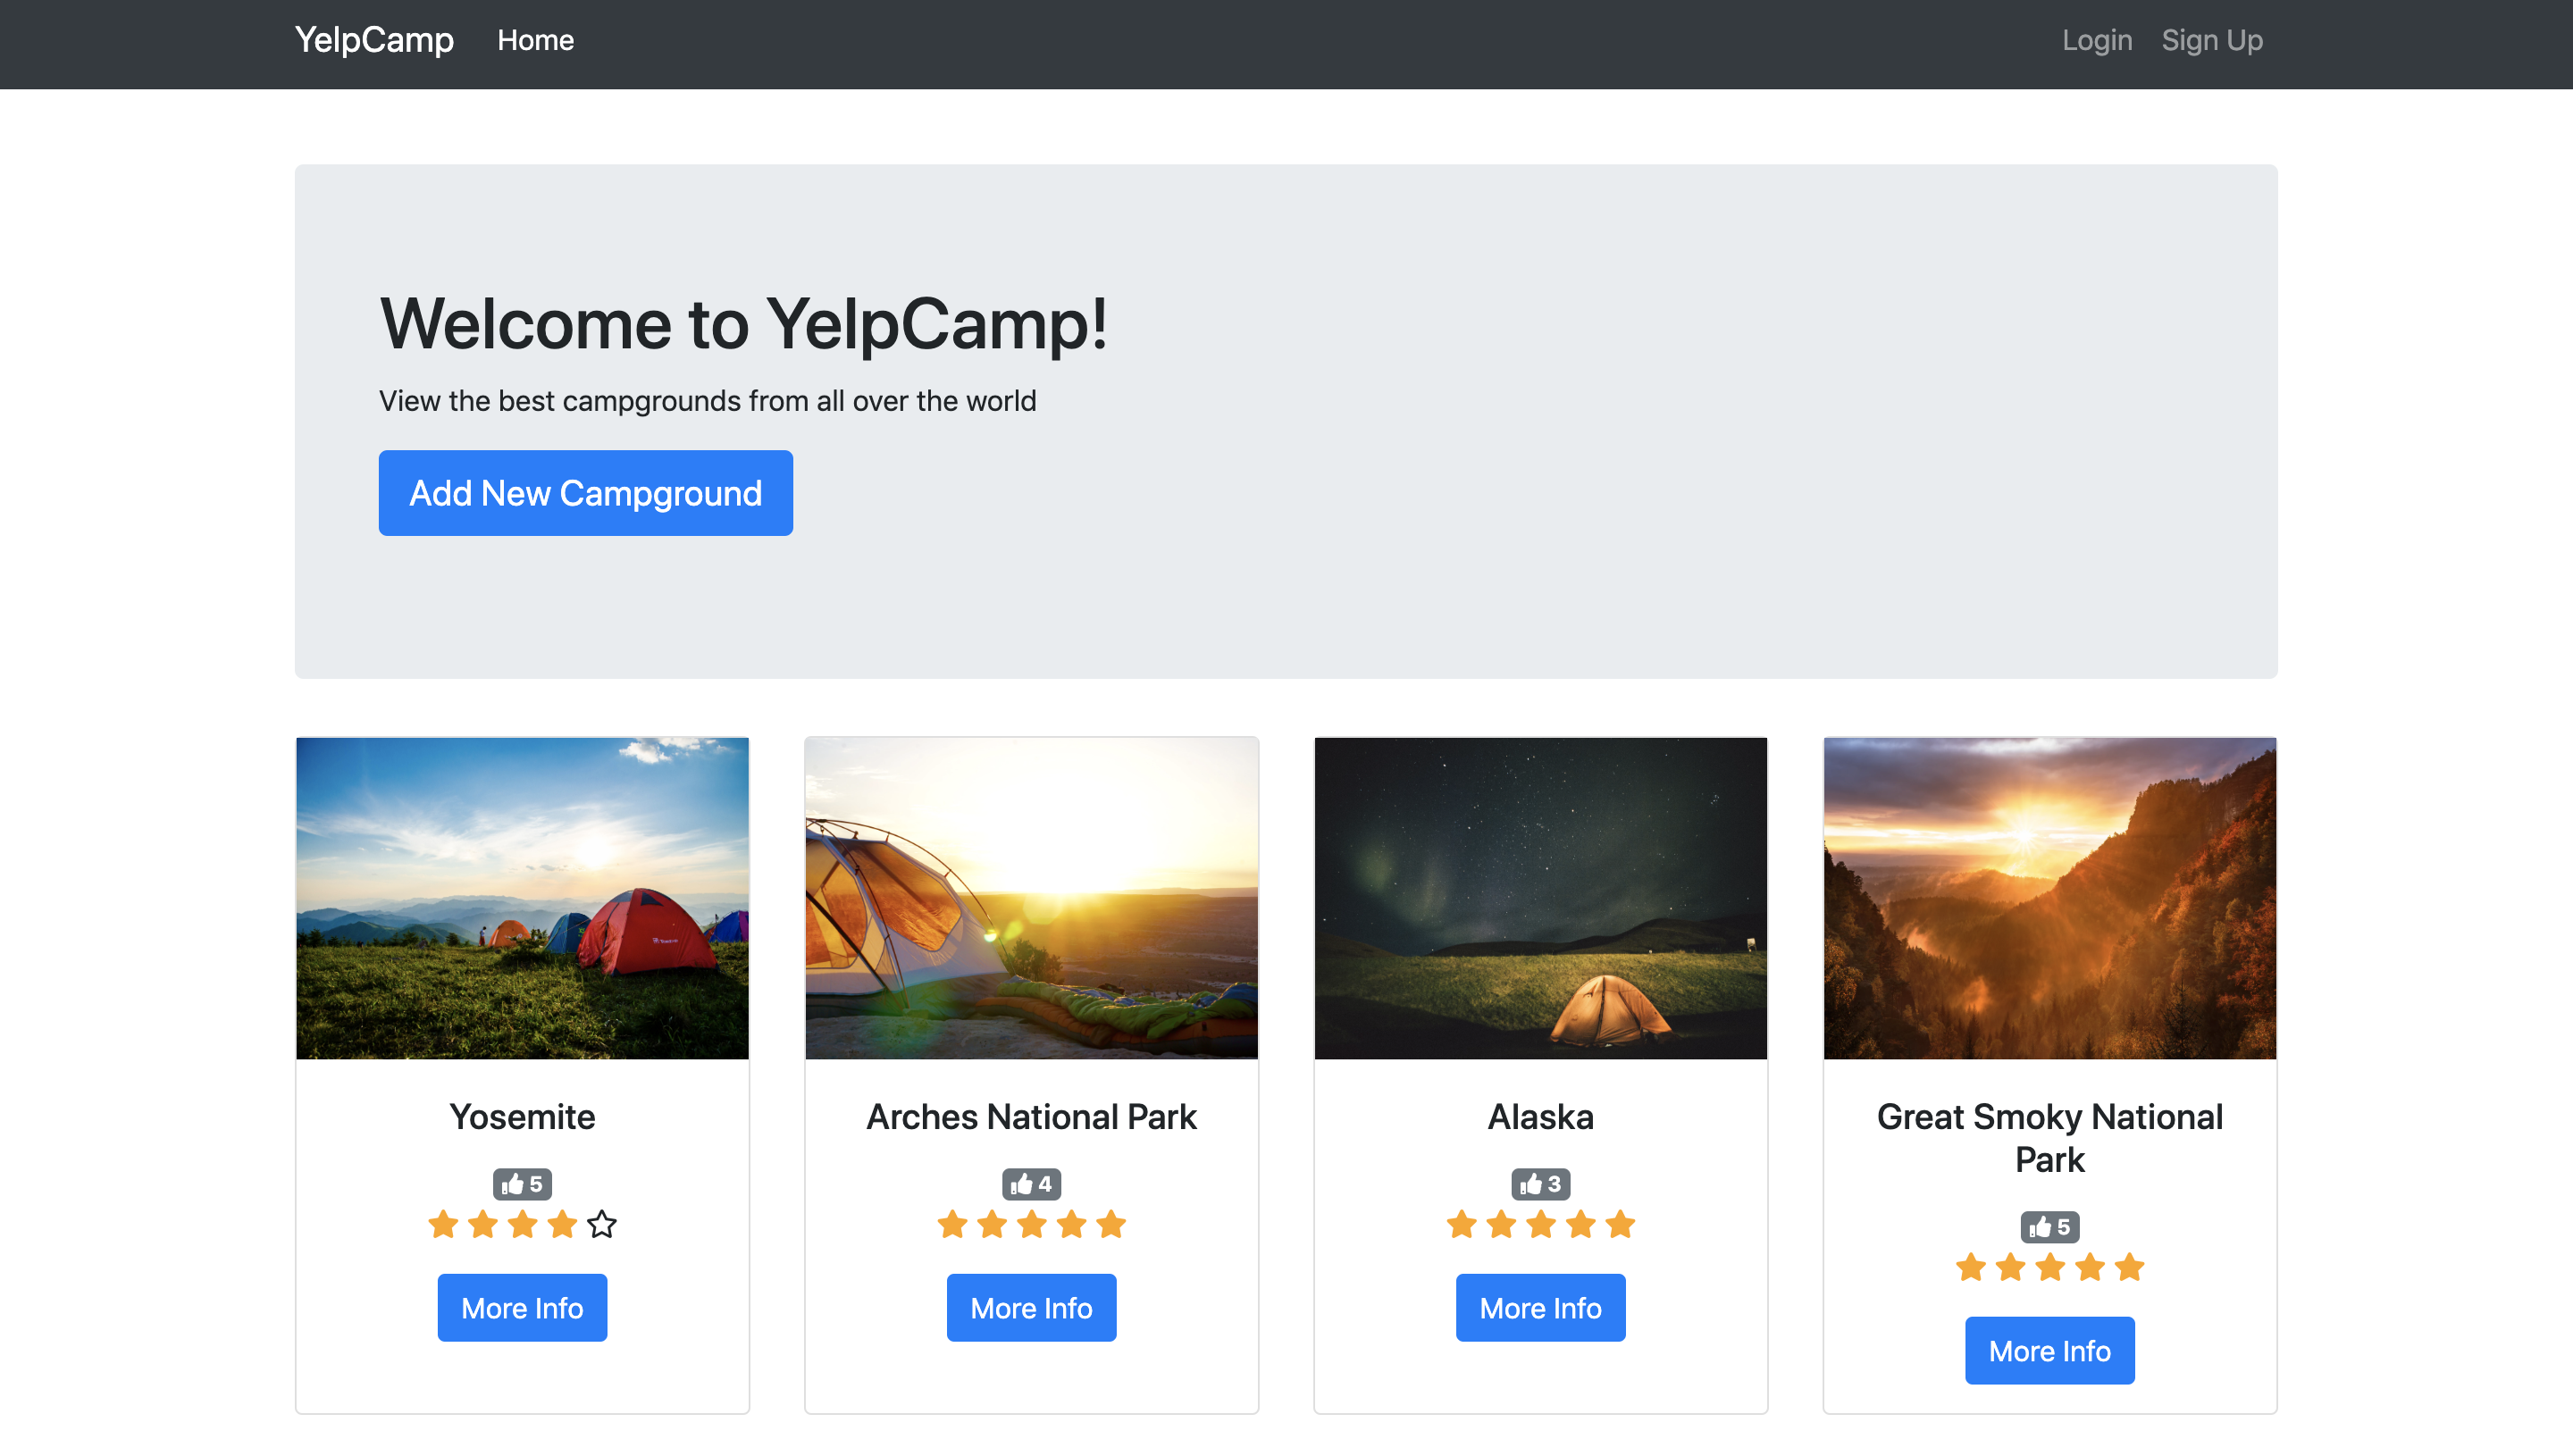 YelpCamp Home Login Sign Up
Welcome to YelpCamp!
View the best campgrounds from all over the world
Add New Campground
Yosemite
5
More Info
Arches National Park
4
More Info
Alaska
3
More Info
Great Smoky National
Park
5
More Info